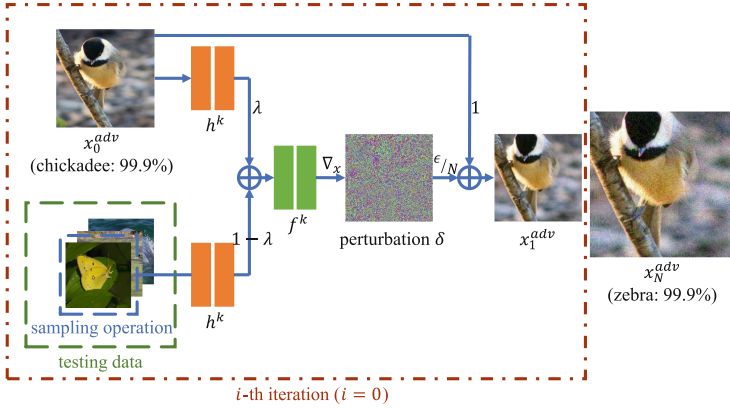 x_0^{adv}
(chickadee: 99.9%)
h^k
λ
1
f^k
∇_x
perturbation δ
ϵ/N
x_1^{adv}
x_N^{adv}
(zebra: 99.9%)
1 − λ
h^k
sampling operation
testing data
i-th iteration (i = 0)